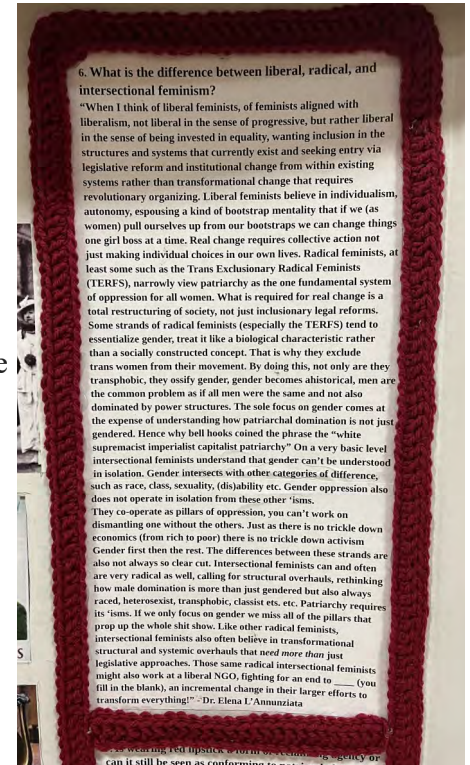 6. What is the difference between liberal, radical, and
intersectional feminism?
“When I think of liberal feminists, of feminists aligned with
liberalism, not liberal in the sense of progressive, but rather liberal
in the sense of being invested in equality, wanting inclusion in the
structures and systems that currently exist and seeking entry via
legislative reform and institutional change from within existing
systems rather than transformational change that requires
revolutionary organizing. Liberal feminists believe in individualism,
autonomy, espousing a kind of bootstrap mentality that if we (as
women) pull ourselves up from our bootstraps we can change things
one girl boss at a time. Real change requires collective action not
just making individual choices in our own lives. Radical feminists, at
least some such as the Trans Exclusionary Radical Feminists
(TERFS), narrowly view patriarchy as the one fundamental system
of oppression for all women. What is required for real change is a
total restructuring of society, not just inclusionary legal reforms.
Some strands of radical feminists (especially the TERFS) tend to
essentialize gender, treat it like a biological characteristic rather
than a socially constructed concept. That is why they exclude
trans women from their movement. By doing this, not only are they
transphobic, they ossify gender, gender becomes ahistorical, men are
the common problem as if all men were the same and not also
dominated by power structures. The sole focus on gender comes at
the expense of understanding how patriarchal domination is not just
gendered. Hence why bell hooks coined the phrase the “white
supremacist imperialist capitalist patriarchy” On a very basic level
intersectional feminists understand that gender can’t be understood
in isolation. Gender intersects with other categories of difference,
such as race, class, sexuality, (dis)ability etc. Gender oppression also
does not operate in isolation from these other ‘isms.
They co-operate as pillars of oppression, you can’t work on
dismantling one without the others. Just as there is no trickle down
economics (from rich to poor) there is no trickle down activism
Gender first then the rest. The differences between these strands are
also not always so clear cut. Intersectional feminists can and often
are very radical as well, calling for structural overhauls, rethinking
how male domination is more than just gendered but also always
raced, heterosexist, transphobic, classist ets. etc. Patriarchy requires
its ‘isms. If we only focus on gender we miss all of the pillars that
prop up the whole shit show. Like other radical feminists,
intersectional feminists also often believe in transformational
structural and systemic overhauls that need more than just
legislative approaches. Those same radical intersectional feminists
might also work at a liberal NGO, fighting for an end to ____ (you
fill in the blank), an incremental change in their larger efforts to
transform everything!” - Dr. Elena L’Annunziata
is wearing red lipstick a form of agency or
can it still be seen as conforming to